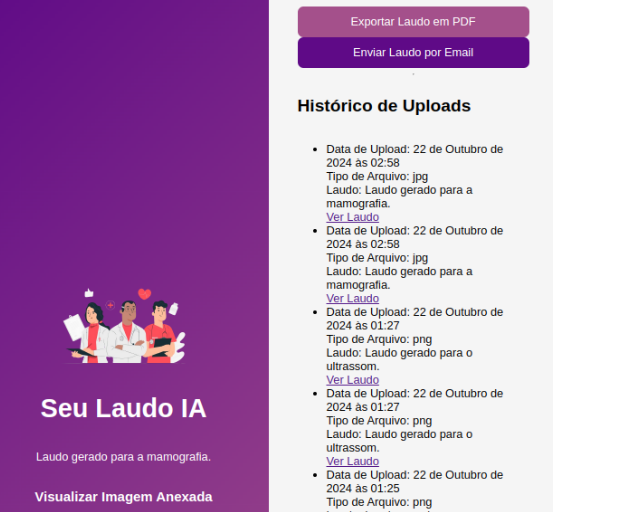 Seu Laudo IA
Laudo gerado para a mamografia.
Visualizar Imagem Anexada
Exportar Laudo em PDF
Enviar Laudo por Email
.
Histórico de Uploads
Data de Upload: 22 de Outubro de
2024 às 02:58
Tipo de Arquivo: jpg
Laudo: Laudo gerado para a
mamografia.
Ver Laudo
Data de Upload: 22 de Outubro de
2024 às 02:58
Tipo de Arquivo: jpg
Laudo: Laudo gerado para a
mamografia.
Ver Laudo
Data de Upload: 22 de Outubro de
2024 às 01:27
Tipo de Arquivo: png
Laudo: Laudo gerado para o
ultrassom.
Ver Laudo
Data de Upload: 22 de Outubro de
2024 às 01:27
Tipo de Arquivo: png
Laudo: Laudo gerado para o
ultrassom.
Ver Laudo
Data de Upload: 22 de Outubro de
2024 às 01:25
Tipo de Arquivo: png